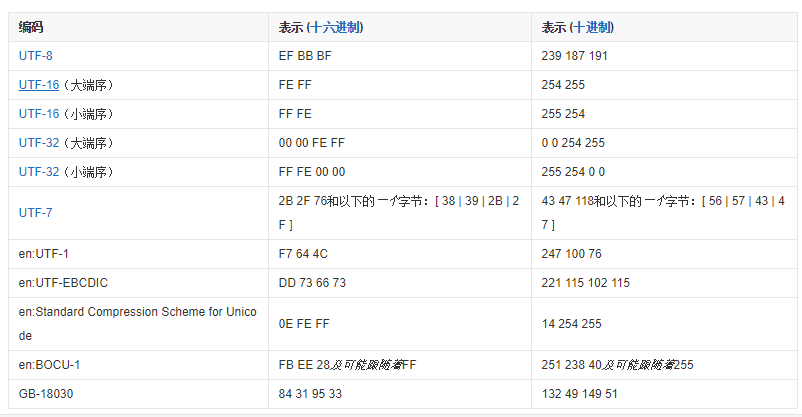 编码 表示 (十六进制) 表示 (十进制)
UTF-8 EF BB BF 239 187 191
UTF-16（大端序） FE FF 254 255
UTF-16（小端序） FF FE 255 254
UTF-32（大端序） 00 00 FE FF 0 0 254 255
UTF-32（小端序） FF FE 00 00 255 254 0 0
UTF-7 2B 2F 76和以下的一个字节：[ 38 | 39 | 2B | 2 43 47 118和以下的一个字节：[ 56 | 57 | 43 | 4
F ] 7 ]
en:UTF-1 F7 64 4C 247 100 76
en:UTF-EBCDIC DD 73 66 73 221 115 102 115
en:Standard Compression Scheme for Unico
de 0E FE FF 14 254 255
en:BOCU-1 FB EE 28及可能跟随著FF 251 238 40及可能跟随著255
GB-18030 84 31 95 33 132 49 149 51